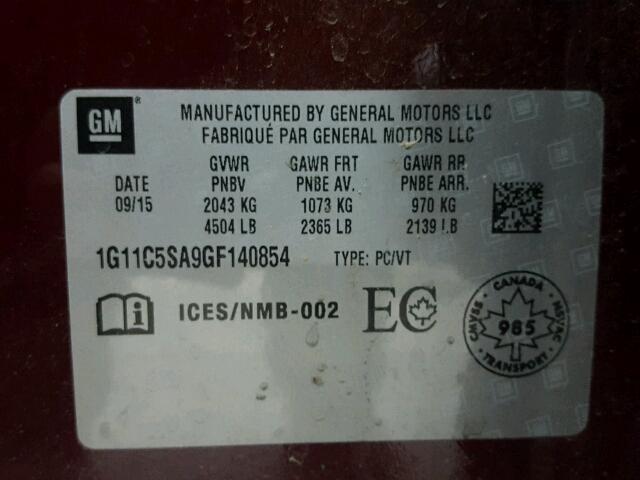 GM ®
MANUFACTURED BY GENERAL MOTORS LLC
FABRIQUÉ PAR GENERAL MOTORS LLC
GVWR GAWR FRT GAWR RR
DATE PNBV PNBE AV. PNBE ARR.
09/15 2043 KG 1073 KG 970 KG
4504 LB 2365 LB 2139 LB
1G11C5SA9GF140854 TYPE: PC/VT
i ICES/NMB-002 EC
CANADA
CMVSS 985 NSVAC
TRANSPORT